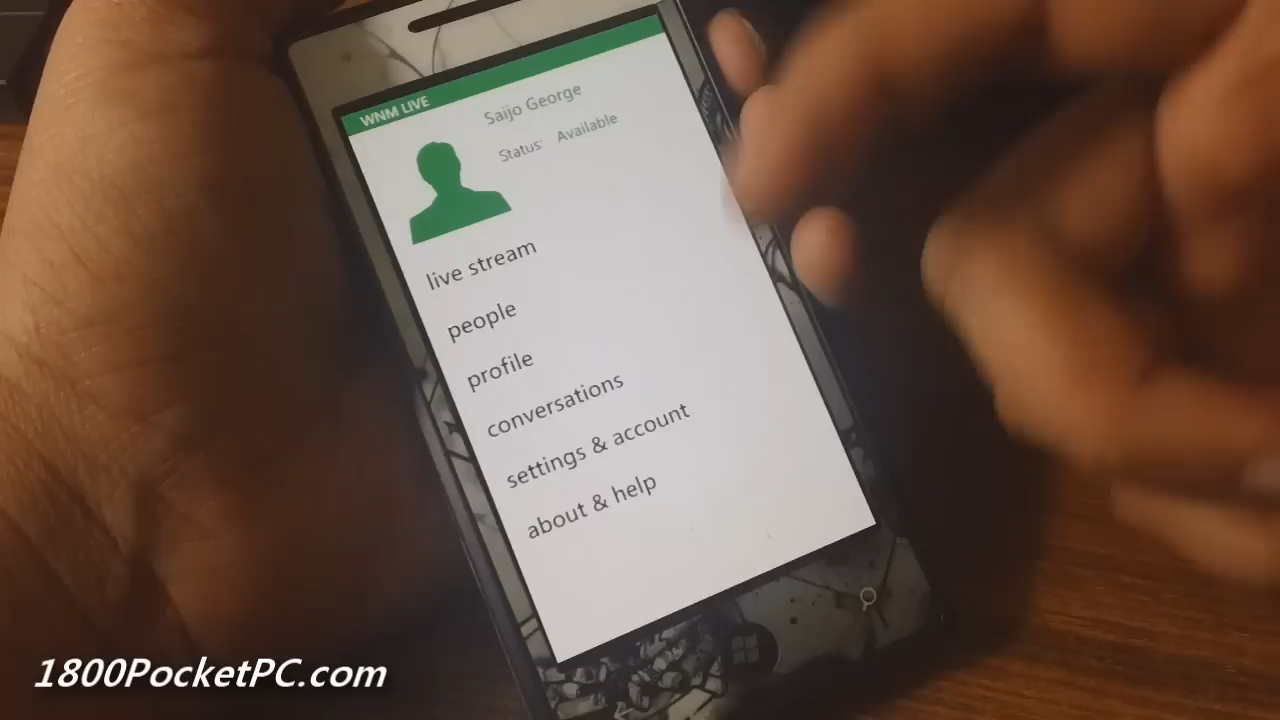 WNM LIVE
Saijo George
Status: Available
live stream
people
profile
conversations
settings & account
about & help
1800PocketPC.com